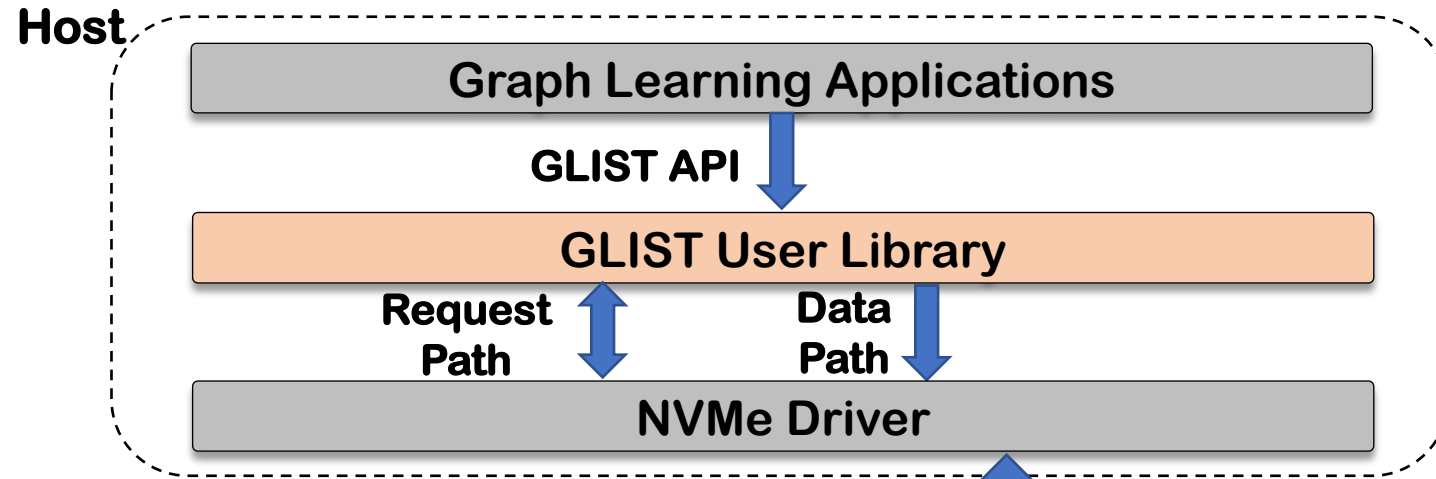 Host
Graph Learning Applications
GLIST API
GLIST User Library
Request
Path
Data
Path
NVMe Driver